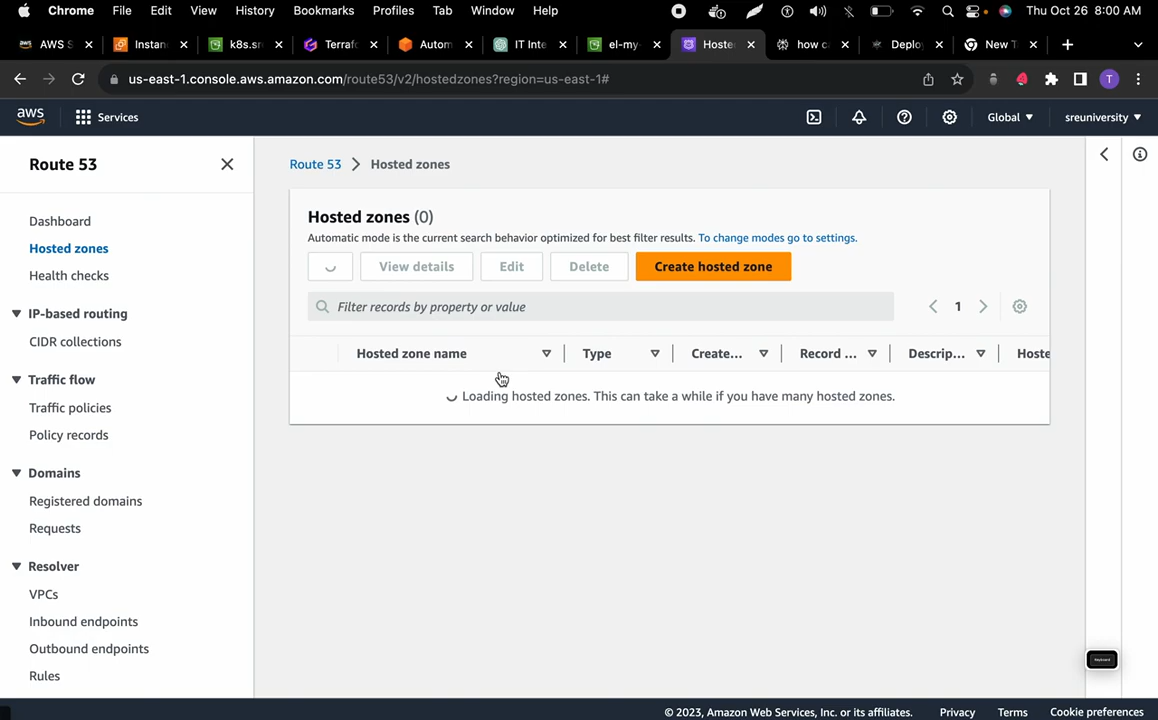 Chrome File Edit View History Bookmarks Profiles Tab Window Help Thu Oct 26 8:00 AM
AWS S Instan k8s.sr Terraf Autom IT Inte el-my Hoste how c Deploy New T
us-east-1.console.aws.amazon.com/route53/v2/hostedzones?region=us-east-1# T
aws Services Global sreuniversity
Route 53
Dashboard
Hosted zones
Health checks
IP-based routing
CIDR collections
Traffic flow
Traffic policies
Policy records
Domains
Registered domains
Requests
Resolver
VPCs
Inbound endpoints
Outbound endpoints
Rules
Route 53 > Hosted zones
Hosted zones (0)
Automatic mode is the current search behavior optimized for best filter results. To change modes go to settings.
View details Edit Delete Create hosted zone
Filter records by property or value 1
Hosted zone name Type Create... Record ... Descrip... Hoste
Loading hosted zones. This can take a while if you have many hosted zones.
© 2023, Amazon Web Services, Inc. or its affiliates. Privacy Terms Cookie preferences